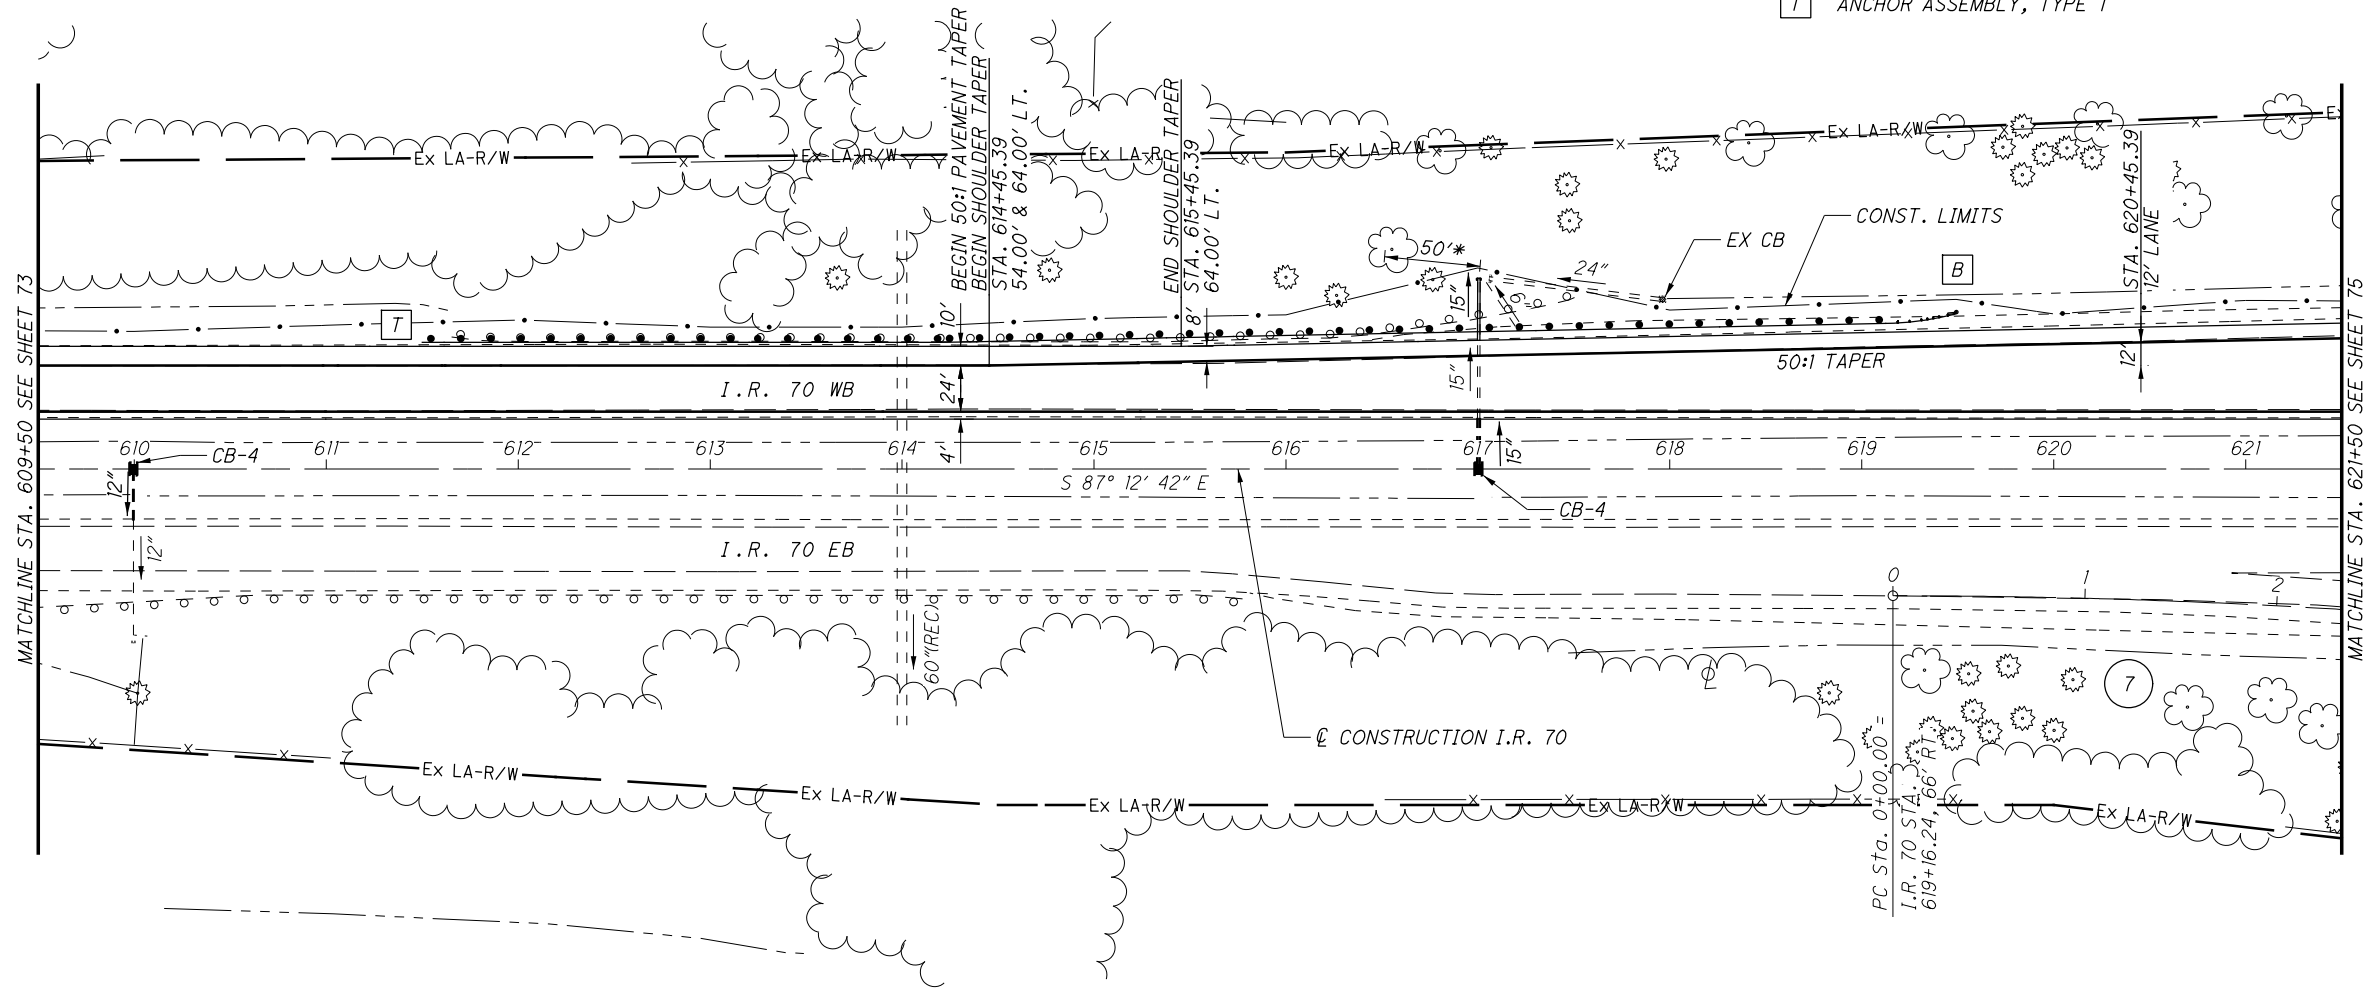 T ANCHOR ASSEMBLY, TYPE T
MATCHLINE STA. 609+50 SEE SHEET 73
MATCHLINE STA. 621+50 SEE SHEET 75
Ex LA-R/W
Ex LA-R/W
Ex LA-R
Ex LA-R/W
Ex LA-R/W
BEGIN 50:1 PAVEMENT TAPER
BEGIN SHOULDER TAPER
STA. 614+45.39
54.00' & 64.00' LT.
END SHOULDER TAPER
STA. 615+45.39
64.00' LT.
STA. 620+45.39
12' LANE
CONST. LIMITS
EX CB
50'*
24"
B
T
10'
8'
15"
6"
15"
12'
50:1 TAPER
I.R. 70 WB
24'
4'
15"
610
611
612
613
614
615
616
617
618
619
620
621
CB-4
12"
S 87° 12' 42" E
CB-4
I.R. 70 EB
12"
60"(REC)
0
1
2
7
℄ CONSTRUCTION I.R. 70
PC Sta. 0+00.00 =
I.R. 70 STA.
619+16.24, 66' RT.
Ex LA-R/W
Ex LA-R/W
Ex LA-R/W
Ex LA-R/W
Ex LA-R/W